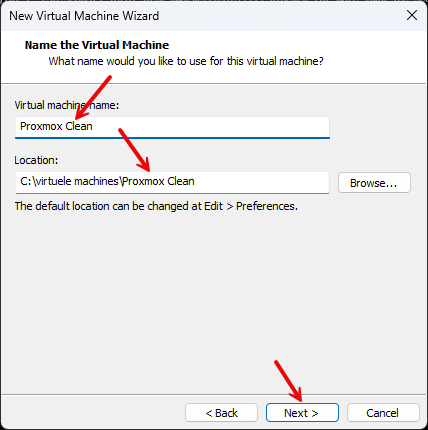 New Virtual Machine Wizard
Name the Virtual Machine
What name would you like to use for this virtual machine?
Virtual machine name:
Proxmox Clean
Location:
C:\virtuele machines\Proxmox Clean
Browse...
The default location can be changed at Edit > Preferences.
< Back
Next >
Cancel